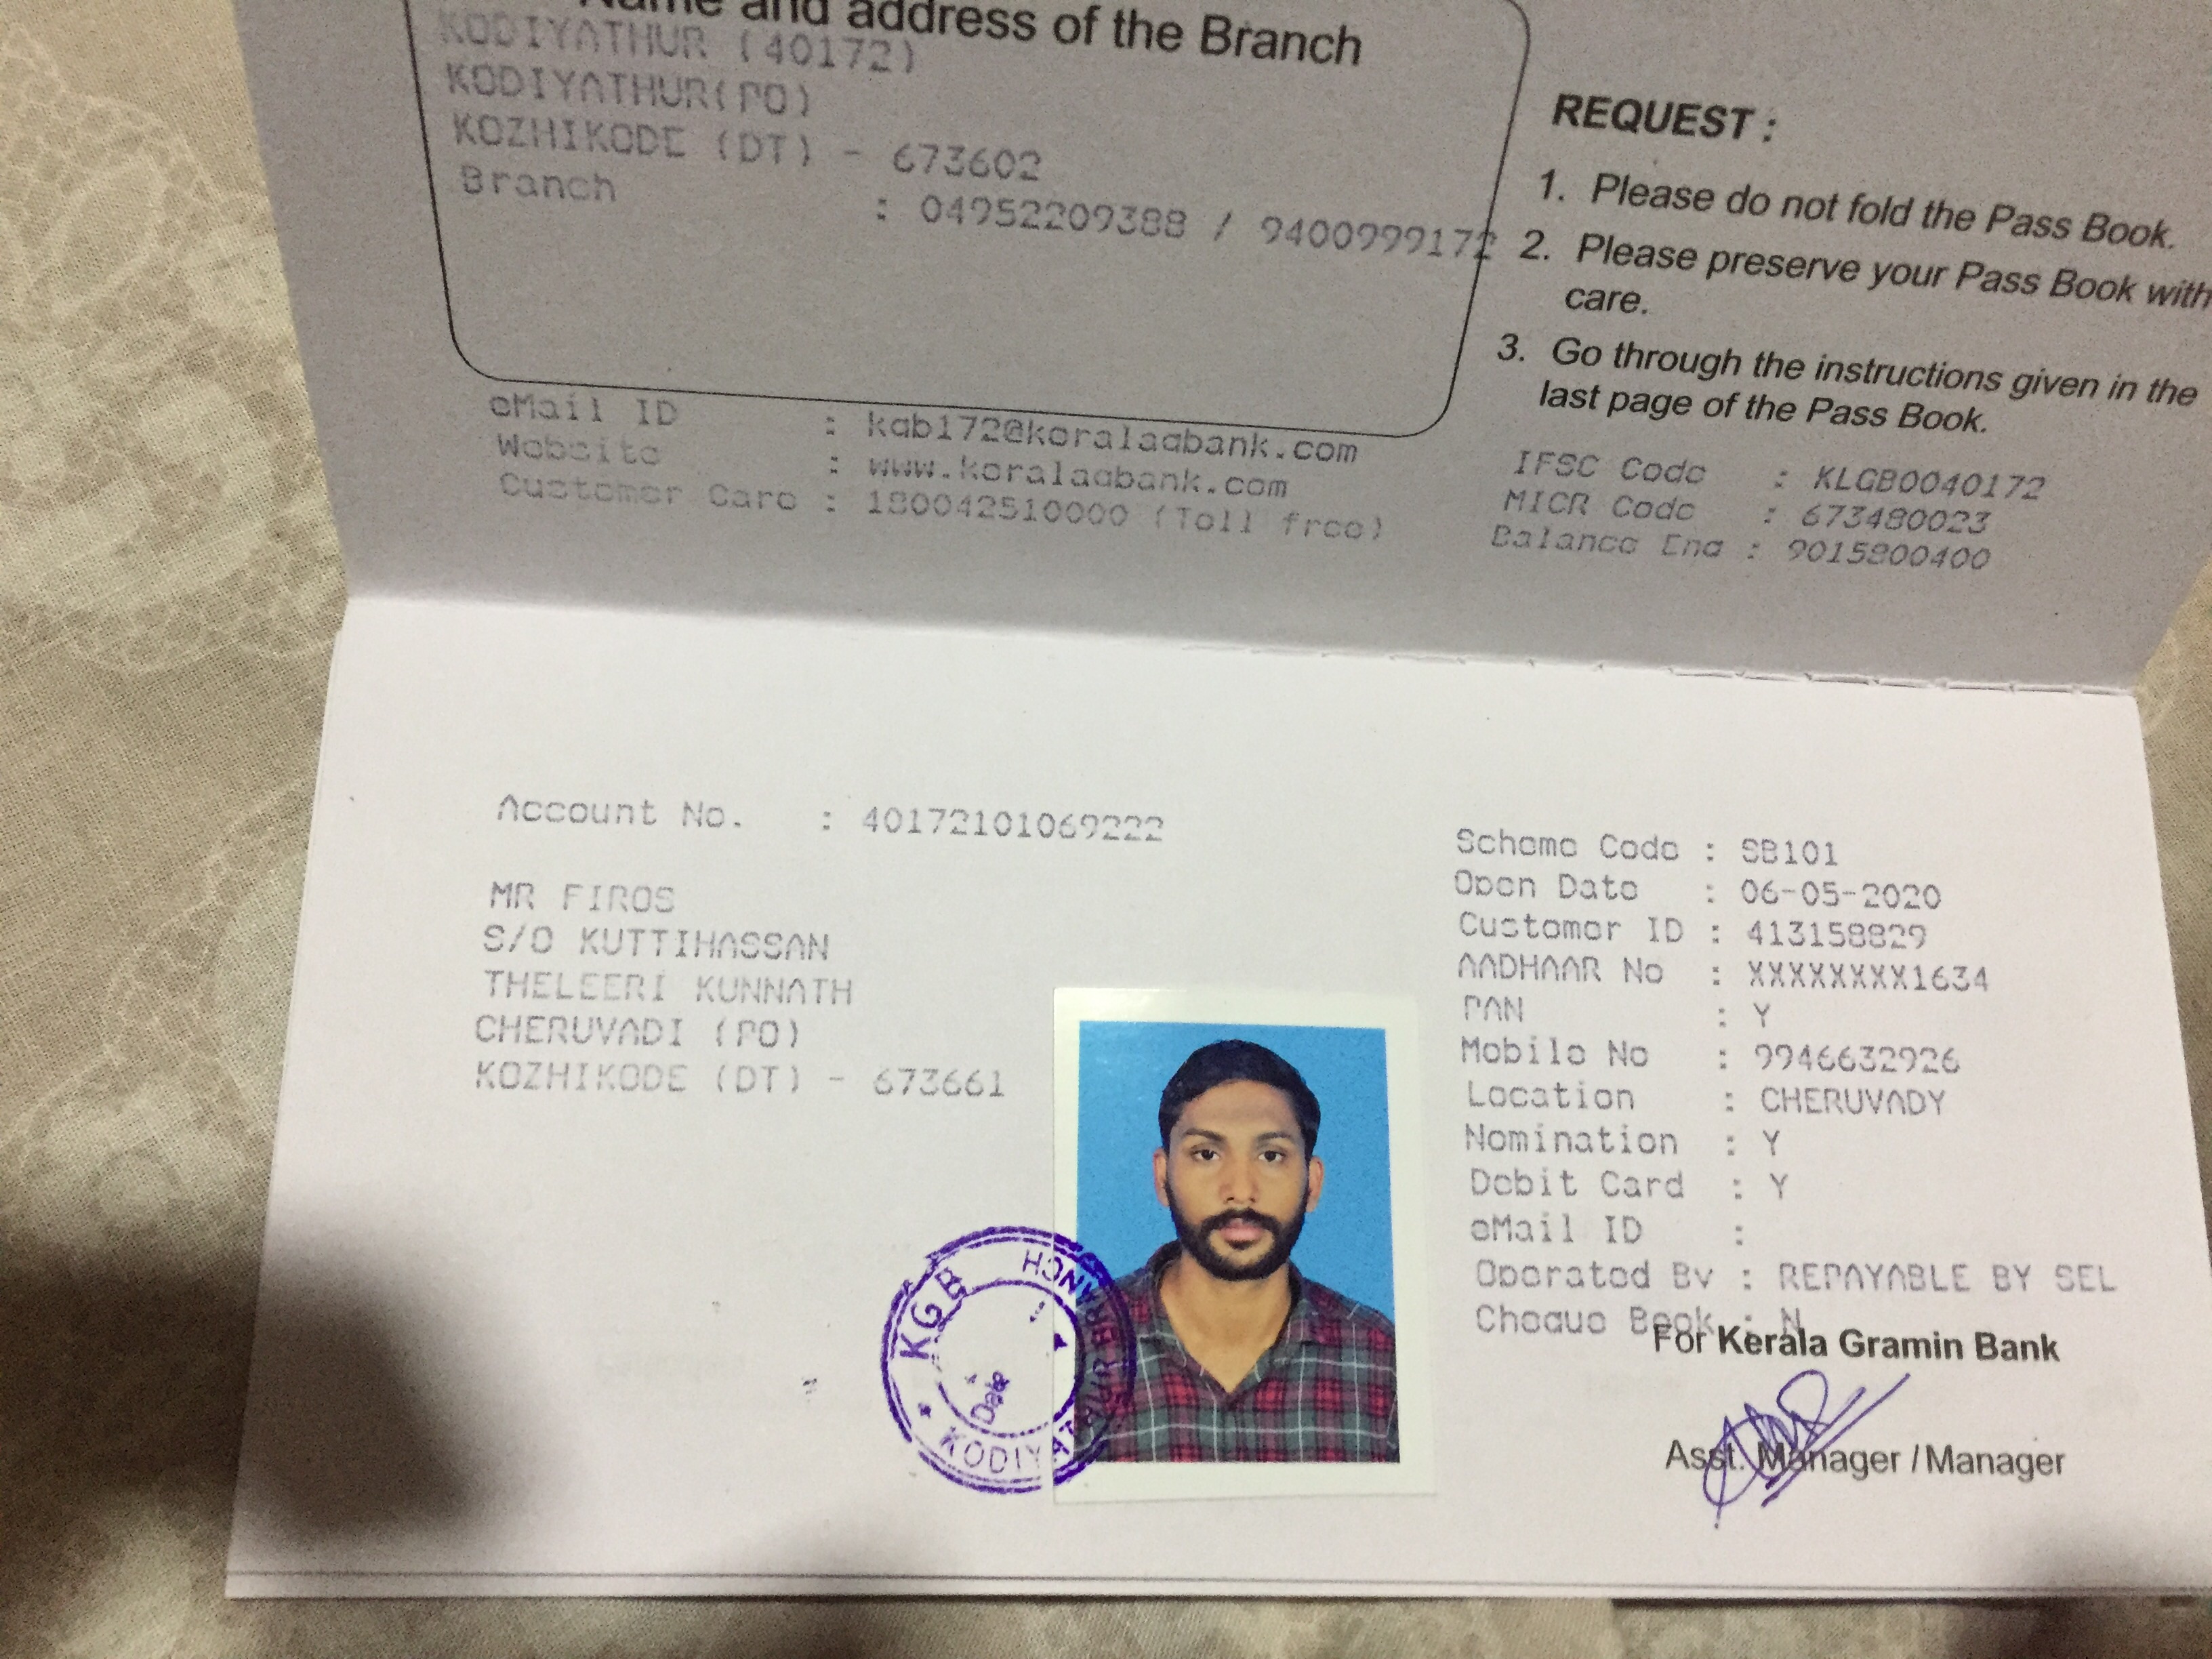 Name and address of the Branch
KODIYATHUR (40172)
KODIYATHUR(PO)
KOZHIKODE (DT) - 673602
Branch : 04952209388 / 9400999172
eMail ID : kgb172@keralagbank.com
Website : www.keralagbank.com
Customer Care : 18004251000 (Toll free)
REQUEST :
1. Please do not fold the Pass Book.
2. Please preserve your Pass Book with
care.
3. Go through the instructions given in the
last page of the Pass Book.
IFSC Code : KLGB0040172
MICR Code : 673480023
Balance Enq : 9015800400
Account No. : 40172101069222
MR FIROS
S/O KUTTIHASSAN
THELEERI KUNNATH
CHERUVADI (PO)
KOZHIKODE (DT) - 673661
Scheme Code : SB101
Open Date : 06-05-2020
Customer ID : 413158829
AADHAAR No : XXXXXXXX1634
PAN : Y
Mobile No : 9946632926
Location : CHERUVADY
Nomination : Y
Debit Card : Y
eMail ID :
Operated By : REPAYABLE BY SEL
Cheque Book : N
For Kerala Gramin Bank
Asst. Manager / Manager
KGB
KODIYATHUR BRANCH
Date